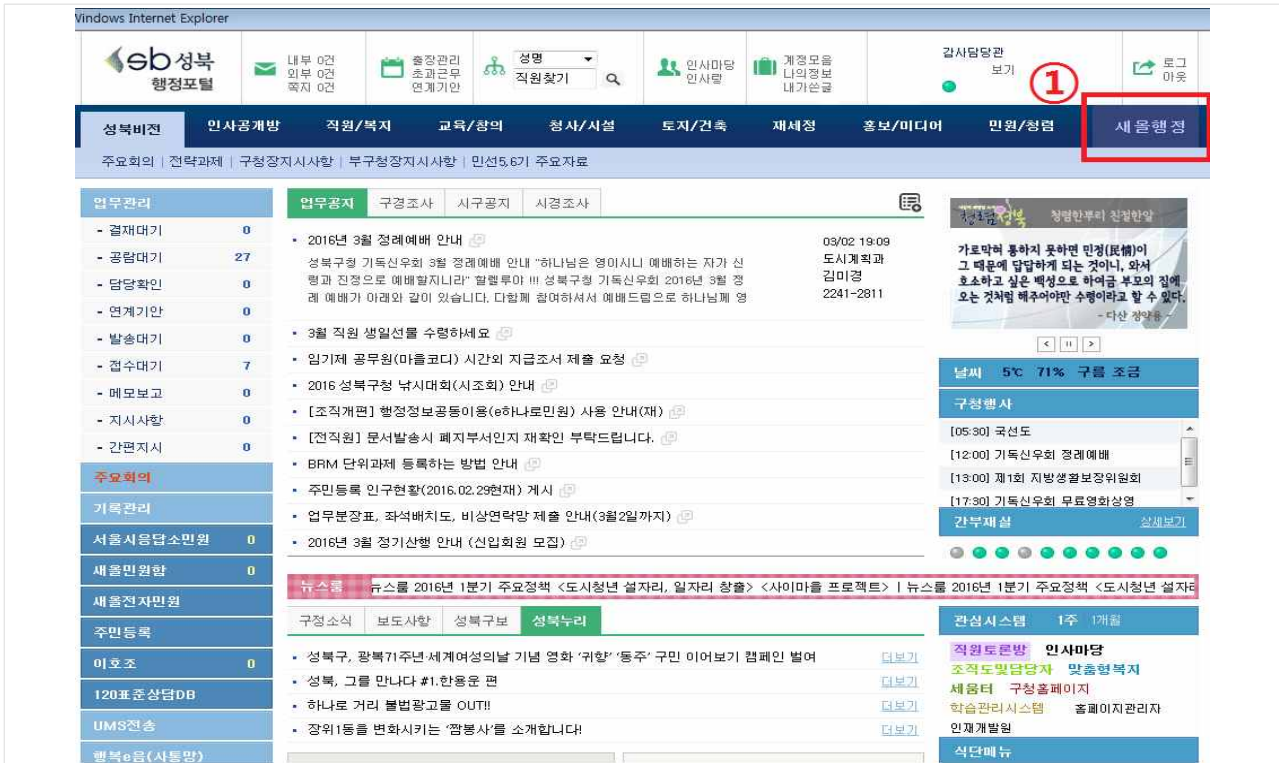 Windows Internet Explorer
sb 성북
행정포털
내부 0건
외부 0건
쪽지 0건
출장관리
초과근무
연계기안
성명
직원찾기
인사마당
인사랑
계정모음
나의정보
내가쓴글
감사담당관
보기
①
로그
아웃
성북비전 인사공개방 직원/복지 교육/창의 청사/시설 토지/건축 재세정 홍보/미디어 민원/청렴 새올행정
주요회의 | 전략과제 | 구청장지시사항 | 부구청장지시사항 | 민선5,6기 주요자료
업무관리
- 결재대기 0
- 공람대기 27
- 담당확인 0
- 연계기안 0
- 발송대기 0
- 접수대기 7
- 메모보고 0
- 지시사항 0
- 간편지시 0
주요회의
기록관리
서울시응답소민원 0
새올민원함 0
새올전자민원
주민등록
이호조 0
120표준상담DB
UMS전송
행복e음(사통망)
업무공지 구경조사 시구공지 시경조사
2016년 3월 정례예배 안내
03/02 19:09
도시계획과
김미경
2241-2811
성북구청 기독신우회 3월 정례예배 안내 "하나님은 영이시니 예배하는 자가 신
령과 진정으로 예배할지니라" 할렐루야 !!! 성북구청 기독신우회 2016년 3월 정
례 예배가 아래와 같이 있습니다. 다함께 참여하셔서 예배드림으로 하나님께 영
3월 직원 생일선물 수령하세요
임기제 공무원(마을코디) 시간외 지급조서 제출 요청
2016 성북구청 낚시대회(시조회) 안내
[조직개편] 행정정보공동이용(e하나로민원) 사용 안내(재)
[전직원] 문서발송시 폐지부서인지 재확인 부탁드립니다.
BRM 단위과제 등록하는 방법 안내
주민등록 인구현황(2016.02.29현재) 게시
업무분장표, 좌석배치도, 비상연락망 제출 안내(3월2일까지)
2016년 3월 정기산행 안내 (신입회원 모집)
뉴스룸 뉴스룸 2016년 1분기 주요정책 <도시청년 설자리, 일자리 창출> <사이마을 프로젝트> | 뉴스룸 2016년 1분기 주요정책 <도시청년 설자리
구정소식 보도사항 성북구보 성북누리
성북구, 광복71주년·세계여성의날 기념 영화 '귀향' '동주' 구민 이어보기 캠페인 벌여 더보기
성북, 그를 만나다 #1.한용운 편 더보기
하나로 거리 불법광고물 OUT!! 더보기
장위1동을 변화시키는 '짬봉사'를 소개합니다! 더보기
청렴성북 청렴한뿌리 친절한알
가로막혀 통하지 못하면 민정(民情)이
그 때문에 답답하게 되는 것이니, 와서
호소하고 싶은 백성으로 하여금 부모의 집에
오는 것처럼 해주어야만 수령이라고 할 수 있다.
- 다산 정약용 -
날씨 5℃ 71% 구름 조금
구청행사
[05:30] 국선도
[12:00] 기독신우회 정례예배
[13:00] 제1회 지방생활보장위원회
[17:30] 기독신우회 무료영화상영
간부재실 상세보기
관심시스템 1주 1개월
직원토론방 인사마당
조직도및담당자 맞춤형복지
세움터 구청홈페이지
학습관리시스템 홈페이지관리자
인재개발원
식단메뉴